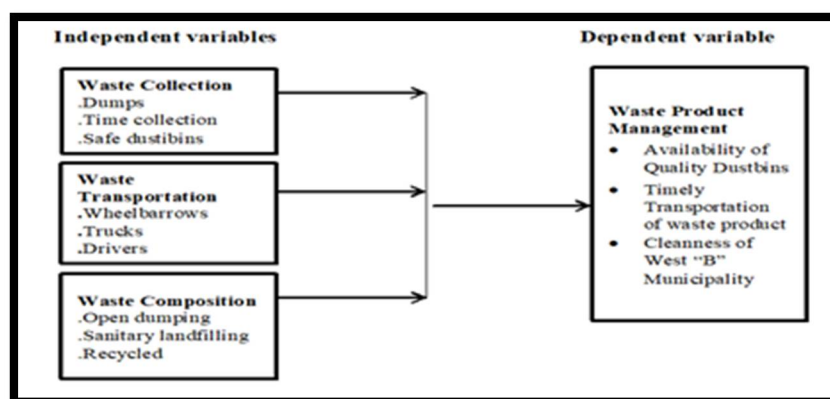 Independent variables
Dependent variable
Waste Collection
.Dumps
.Time collection
.Safe dustibins
Waste
Transportation
.Wheelbarrows
.Trucks
.Drivers
Waste Composition
.Open dumping
.Sanitary landfilling
.Recycled
Waste Product
Management
• Availability of
Quality Dustbins
• Timely
Transportation
of waste product
• Cleanness of
West “B”
Municipality